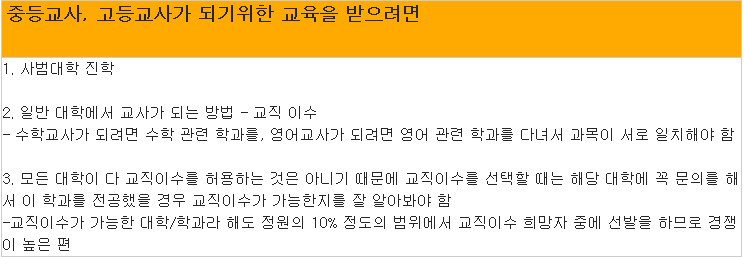 중등교사, 고등교사가 되기위한 교육을 받으려면
1. 사범대학 진학
2. 일반 대학에서 교사가 되는 방법 - 교직 이수
- 수학교사가 되려면 수학 관련 학과를, 영어교사가 되려면 영어 관련 학과를 다녀서 과목이 서로 일치해야 함
3. 모든 대학이 다 교직이수를 허용하는 것은 아니기 때문에 교직이수를 선택할 때는 해당 대학에 꼭 문의를 해
서 이 학과를 전공했을 경우 교직이수가 가능한지를 잘 알아봐야 함
-교직이수가 가능한 대학/학과라 해도 정원의 10% 정도의 범위에서 교직이수 희망자 중에 선발을 하므로 경쟁
이 높은 편